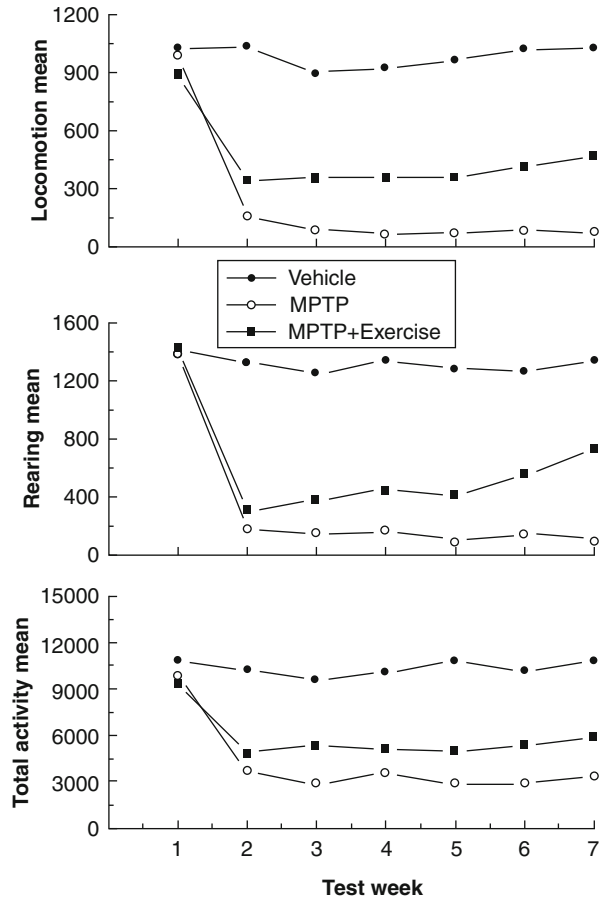 1200
900
600
300
0
Locomotion mean
Vehicle
MPTP
MPTP+Exercise
1600
1200
800
400
0
Rearing mean
15000
12000
9000
6000
3000
0
Total activity mean
1 2 3 4 5 6 7
Test week